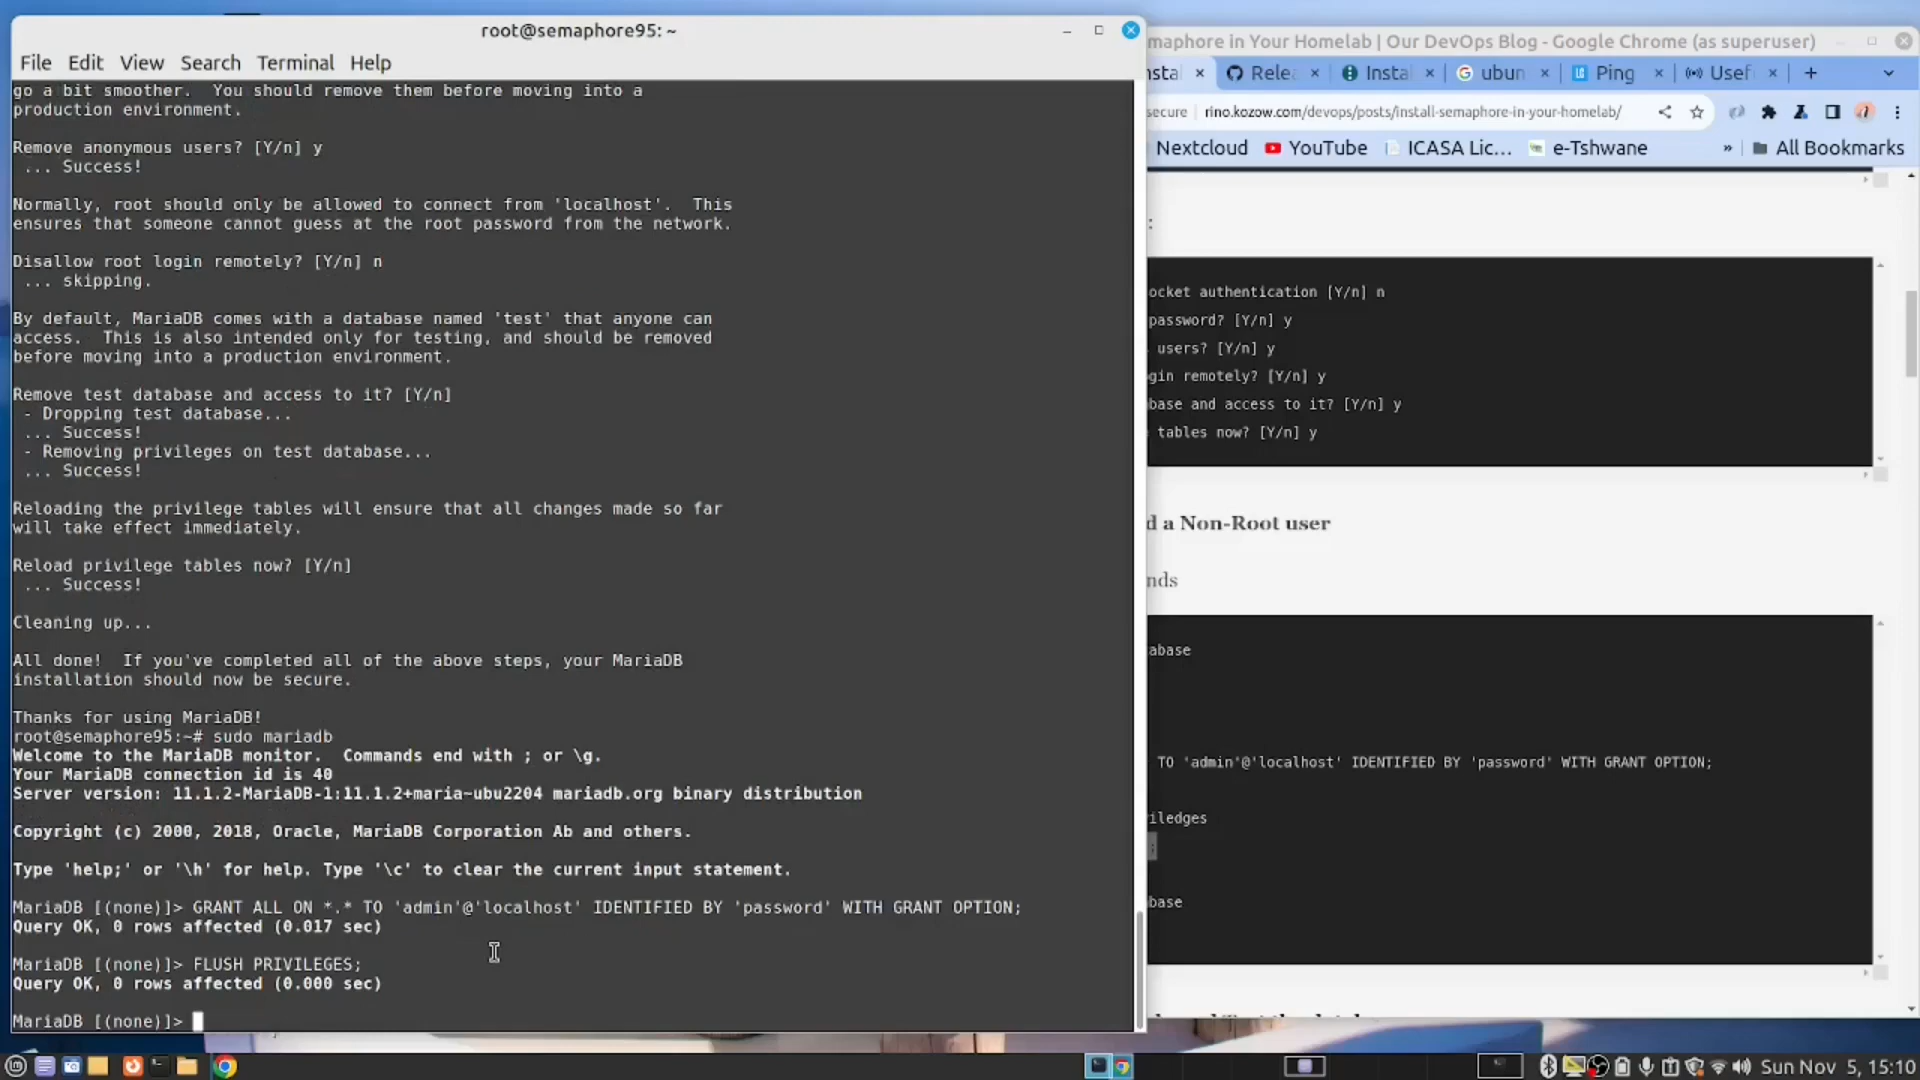 root@semaphore95: ~
File Edit View Search Terminal Help
go a bit smoother.  You should remove them before moving into a
production environment.
Remove anonymous users? [Y/n] y
... Success!
Normally, root should only be allowed to connect from 'localhost'.  This
ensures that someone cannot guess at the root password from the network.
Disallow root login remotely? [Y/n] n
... skipping.
By default, MariaDB comes with a database named 'test' that anyone can
access.  This is also intended only for testing, and should be removed
before moving into a production environment.
Remove test database and access to it? [Y/n]
- Dropping test database...
... Success!
- Removing privileges on test database...
... Success!
Reloading the privilege tables will ensure that all changes made so far
will take effect immediately.
Reload privilege tables now? [Y/n]
... Success!
Cleaning up...
All done!  If you've completed all of the above steps, your MariaDB
installation should now be secure.
Thanks for using MariaDB!
root@semaphore95:~# sudo mariadb
Welcome to the MariaDB monitor.  Commands end with ; or \g.
Your MariaDB connection id is 40
Server version: 11.1.2-MariaDB-1:11.1.2+maria~ubu2204 mariadb.org binary distribution
Copyright (c) 2000, 2018, Oracle, MariaDB Corporation Ab and others.
Type 'help;' or '\h' for help. Type '\c' to clear the current input statement.
MariaDB [(none)]> GRANT ALL ON *.* TO 'admin'@'localhost' IDENTIFIED BY 'password' WITH GRANT OPTION;
Query OK, 0 rows affected (0.017 sec)
MariaDB [(none)]> FLUSH PRIVILEGES;
Query OK, 0 rows affected (0.000 sec)
MariaDB [(none)]>
maphore in Your Homelab | Our DevOps Blog - Google Chrome (as superuser)
nsta Rele Insta ubun Ping Usef
secure rino.kozow.com/devops/posts/install-semaphore-in-your-homelab/
Nextcloud YouTube ICASA Lic... e-Tshwane » All Bookmarks
:
ocket authentication [Y/n] n
password? [Y/n] y
users? [Y/n] y
gin remotely? [Y/n] y
base and access to it? [Y/n] y
tables now? [Y/n] y
d a Non-Root user
nds
abase
TO 'admin'@'localhost' IDENTIFIED BY 'password' WITH GRANT OPTION;
iledges
;
abase
Sun Nov 5, 15:10